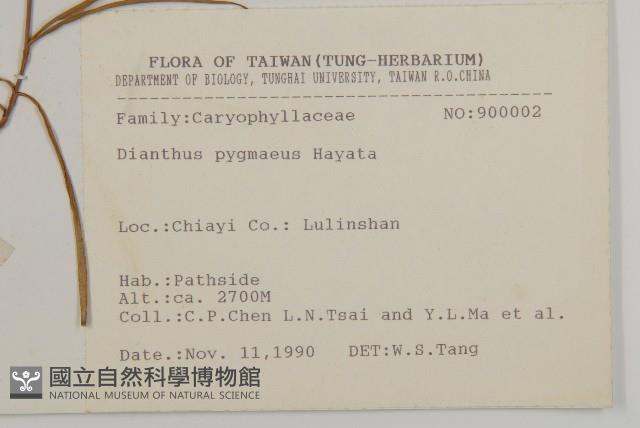 FLORA OF TAIWAN(TUNG-HERBARIUM)
DEPARTMENT OF BIOLOGY, TUNGHAI UNIVERSITY, TAIWAN R.O.CHINA
Family:Caryophyllaceae NO:900002
Dianthus pygmaeus Hayata
Loc.:Chiayi Co.: Lulinshan
Hab.:Pathside
Alt.:ca. 2700M
Coll.:C.P.Chen L.N.Tsai and Y.L.Ma et al.
Date.:Nov. 11,1990 DET:W.S.Tang
國立自然科學博物館
NATIONAL MUSEUM OF NATURAL SCIENCE